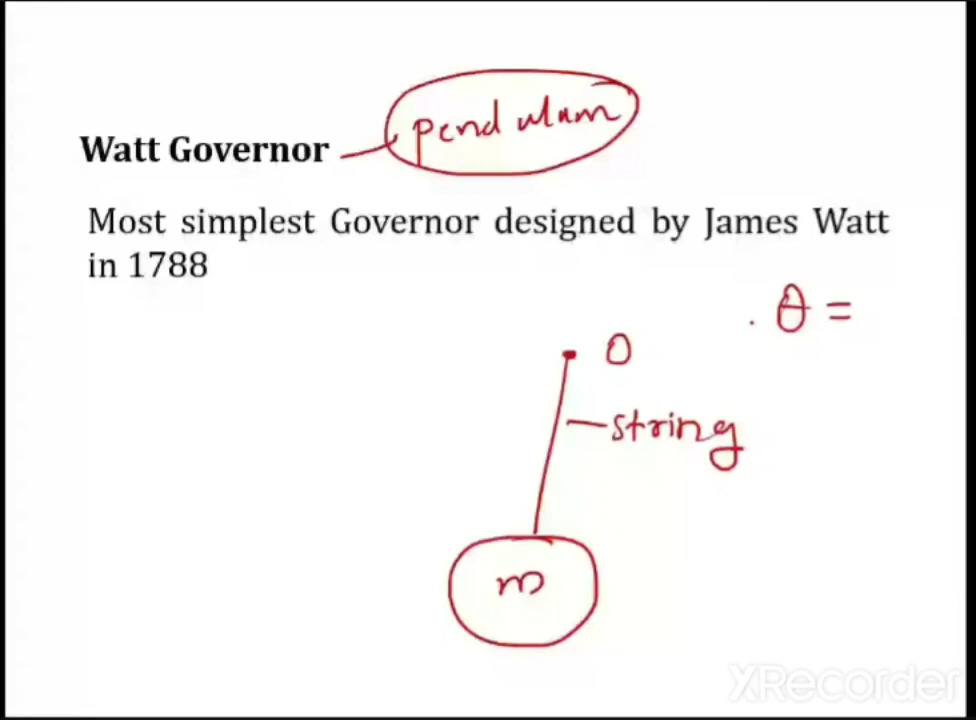 pendulum
Watt Governor
Most simplest Governor designed by James Watt
in 1788
θ =
O
string
m
XRecorder